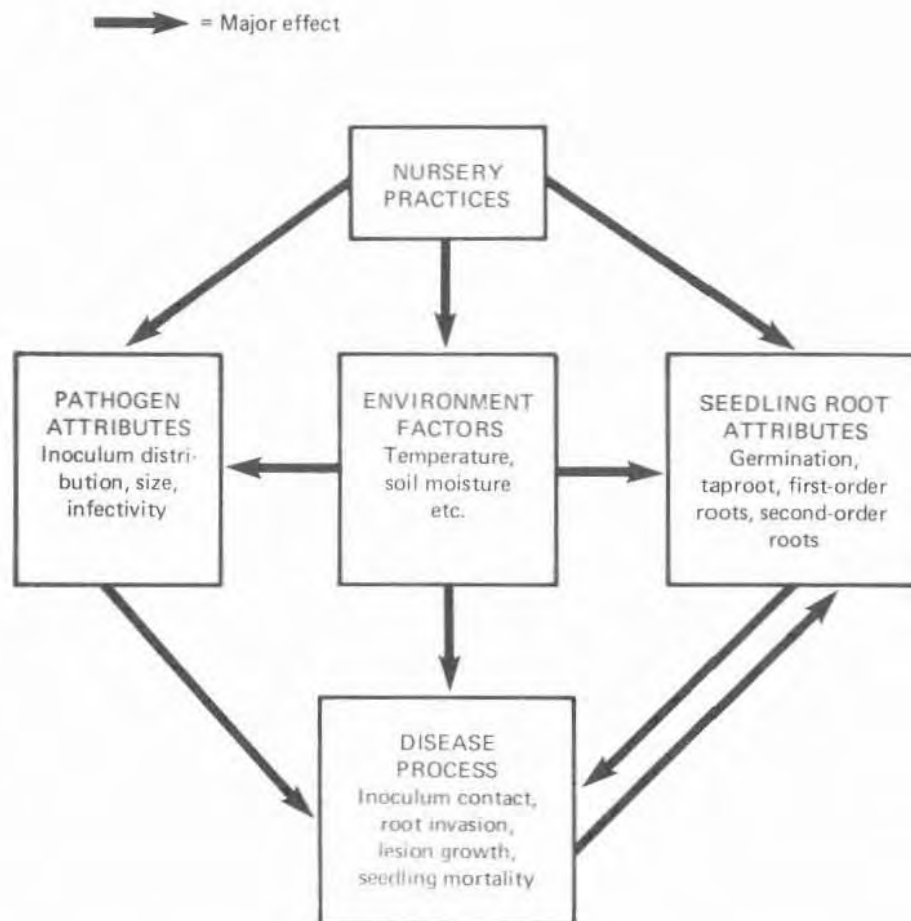 = Major effect
NURSERY
PRACTICES
PATHOGEN
ATTRIBUTES
Inoculum distri-
bution, size,
infectivity
ENVIRONMENT
FACTORS
Temperature,
soil moisture
etc.
SEEDLING ROOT
ATTRIBUTES
Germination,
taproot, first-order
roots, second-order
roots
DISEASE
PROCESS
Inoculum contact,
root invasion,
lesion growth,
seedling mortality